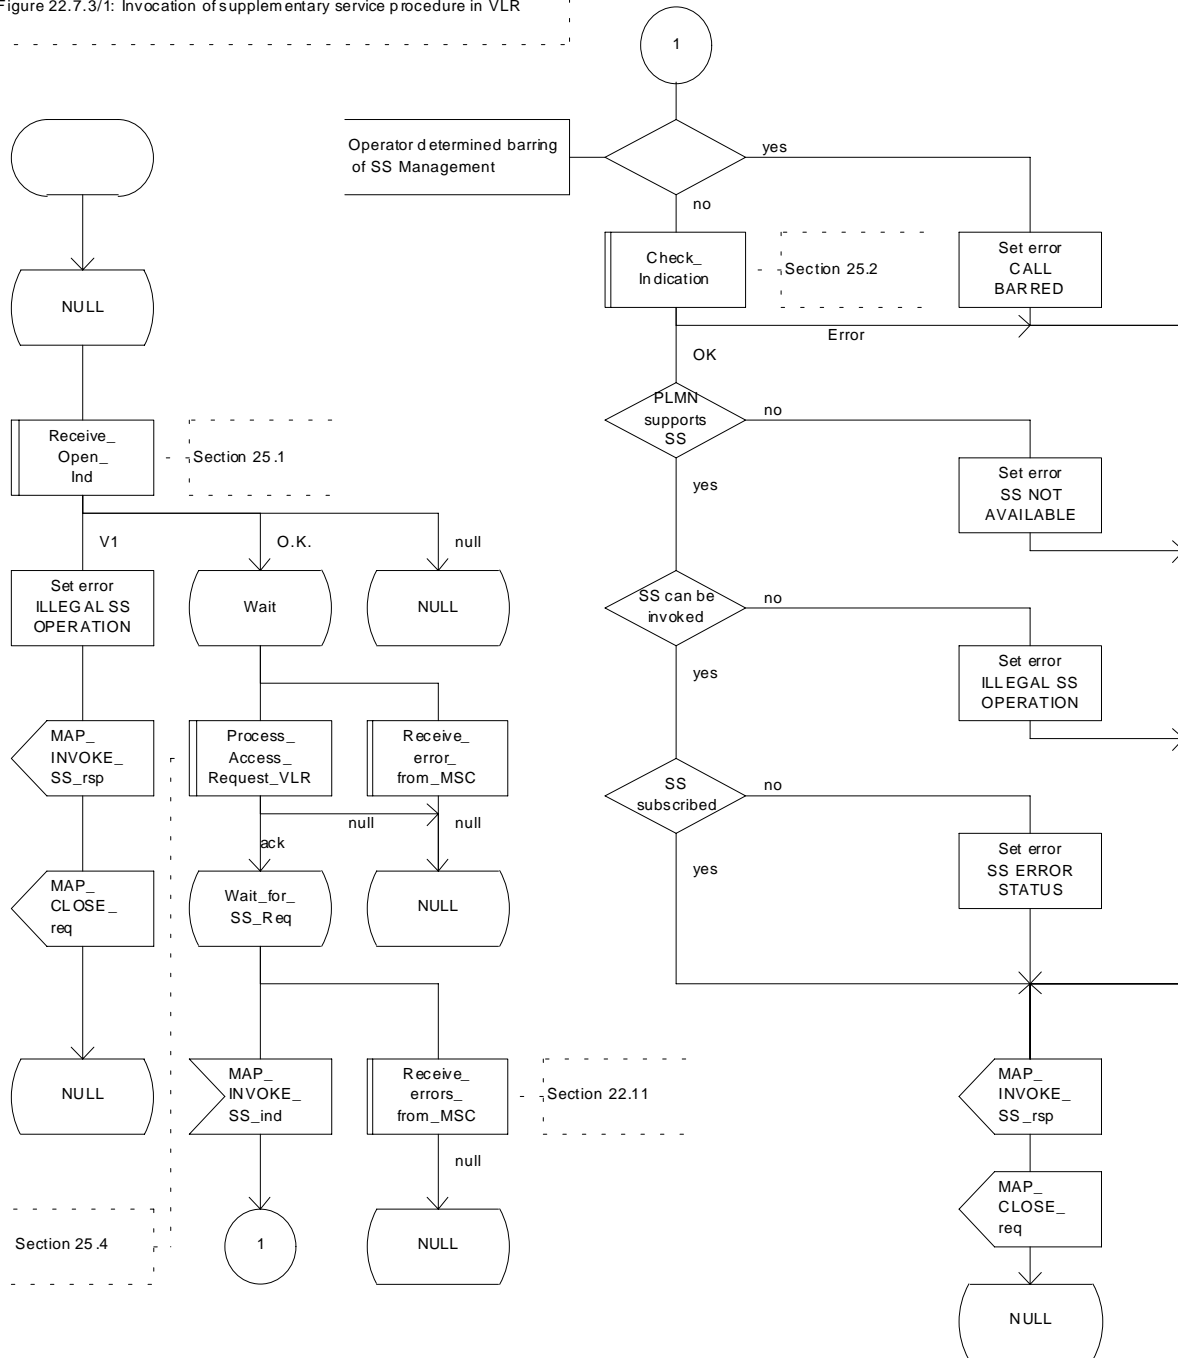 Figure 22.7.3/1: Invocation of supplementary service procedure in VLR
1
Operator determined barring
of SS Management
yes
no
Check_
Indication
Section 25.2
Set error
CALL
BARRED
NULL
Error
OK
PLMN
supports
SS
no
yes
Receive_
Open_
Ind
Section 25.1
Set error
SS NOT
AVAILABLE
V1
O.K.
null
Set error
ILLEGAL SS
OPERATION
Wait
NULL
SS can be
invoked
no
yes
Set error
ILLEGAL SS
OPERATION
MAP_
INVOKE_
SS_rsp
Process_
Access_
Request_VLR
Receive_
error_
from_MSC
SS
subscribed
no
yes
null
null
ack
Set error
SS ERROR
STATUS
MAP_
CLOSE_
req
Wait_for_
SS_Req
NULL
NULL
MAP_
INVOKE_
SS_ind
Receive_
errors_
from_MSC
Section 22.11
MAP_
INVOKE_
SS_rsp
null
MAP_
CLOSE_
req
Section 25.4
1
NULL
NULL